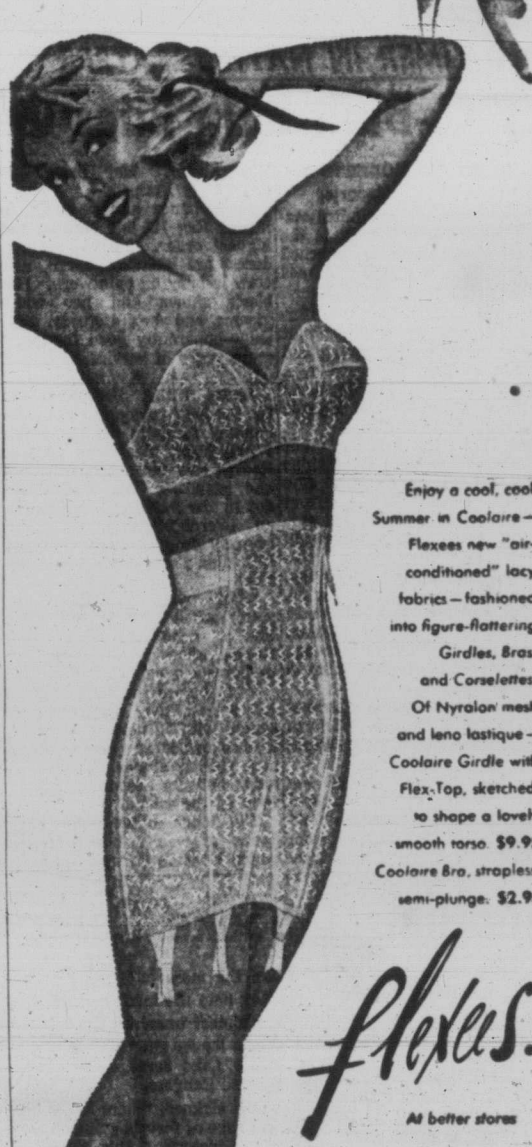 Enjoy a cool, cool
Summer in Coolaire—
Flexees new "air-
conditioned" lacy
fabrics—fashioned
into figure-flattering
Girdles, Bras
and Corselettes
Of Nyralon mesh
and leno lastique—
Coolaire Girdle with
Flex-Top, sketched
to shape a lovely
smooth torso. $9.9
Coolaire Bra, strapless
semi-plunge. $2.9
flexees.
At better stores